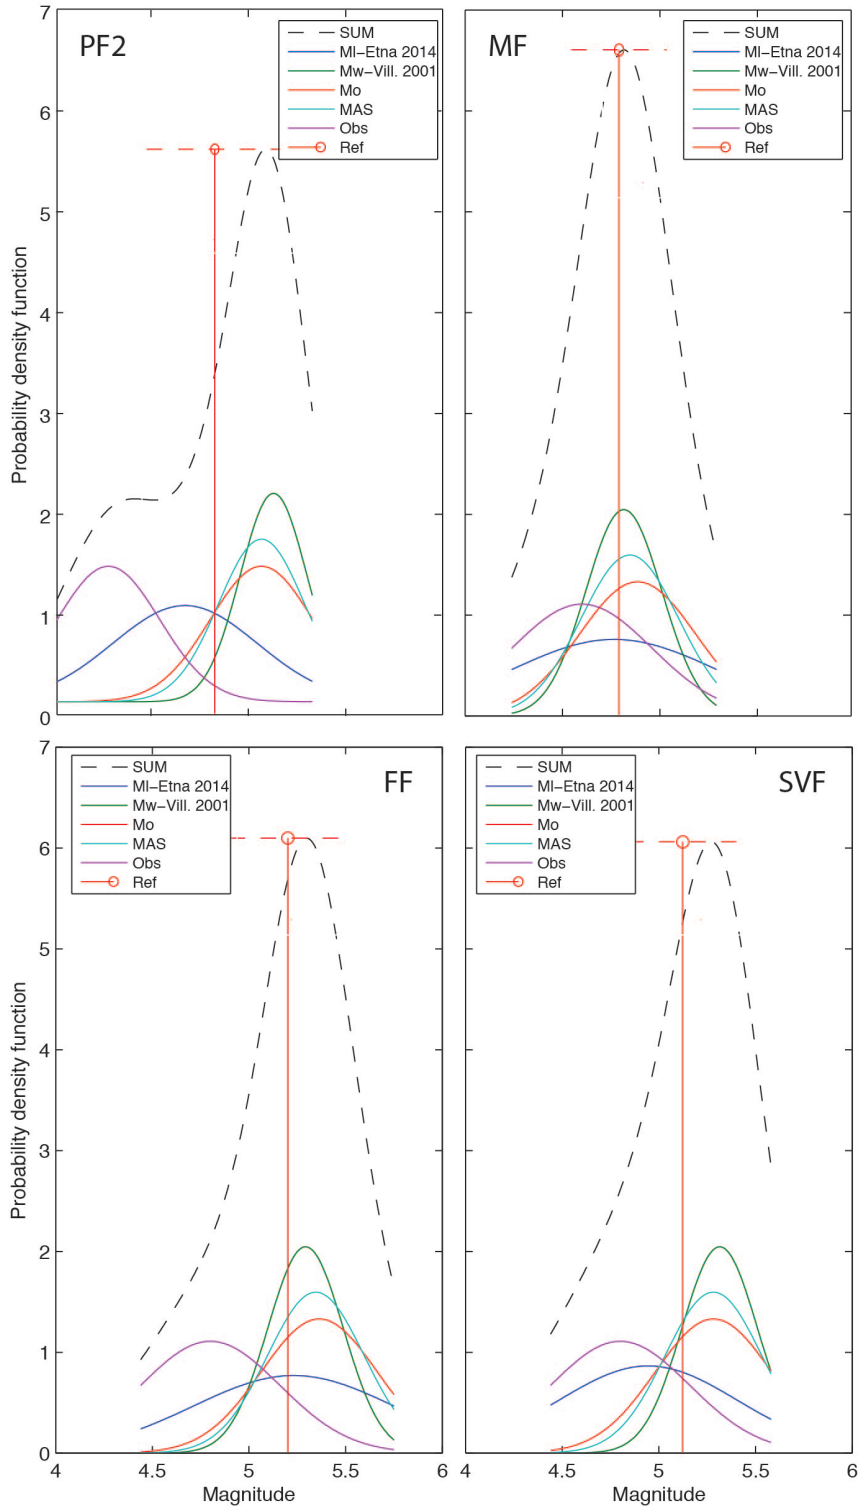 PF2
SUM
Ml−Etna 2014
Mw−Vill. 2001
Mo
MAS
Obs
Ref
7
6
5
4
3
2
1
0
Probability density function
MF
SUM
Ml−Etna 2014
Mw−Vill. 2001
Mo
MAS
Obs
Ref
FF
SUM
Ml−Etna 2014
Mw−Vill. 2001
Mo
MAS
Obs
Ref
7
6
5
4
3
2
1
0
Probability density function
4 4.5 5 5.5 6
Magnitude
SVF
SUM
Ml−Etna 2014
Mw−Vill. 2001
Mo
MAS
Obs
Ref
4 4.5 5 5.5 6
Magnitude